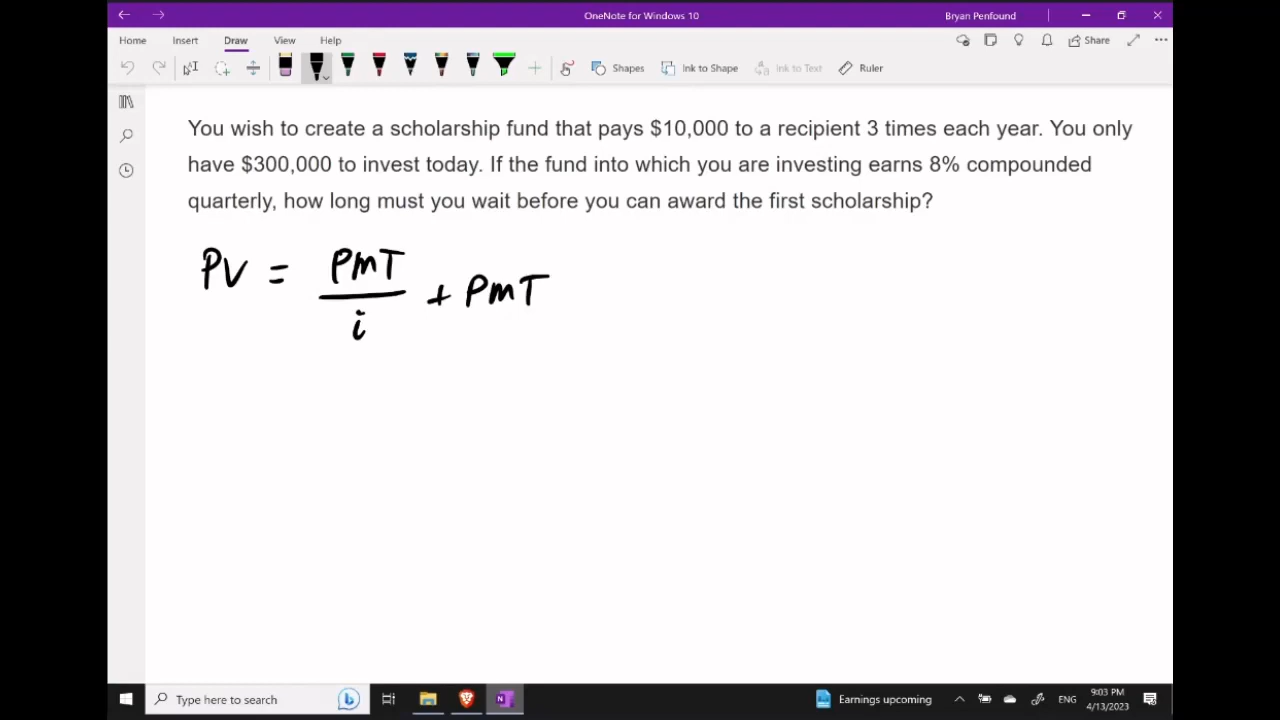 OneNote for Windows 10
Bryan Penfound
Home Insert Draw View Help
Share
Shapes
Ink to Shape
Ink to Text
Ruler
You wish to create a scholarship fund that pays $10,000 to a recipient 3 times each year. You only
have $300,000 to invest today. If the fund into which you are investing earns 8% compounded
quarterly, how long must you wait before you can award the first scholarship?
PV = PMT
i
+ PMT
Type here to search
Earnings upcoming
ENG
9:03 PM
4/13/2023